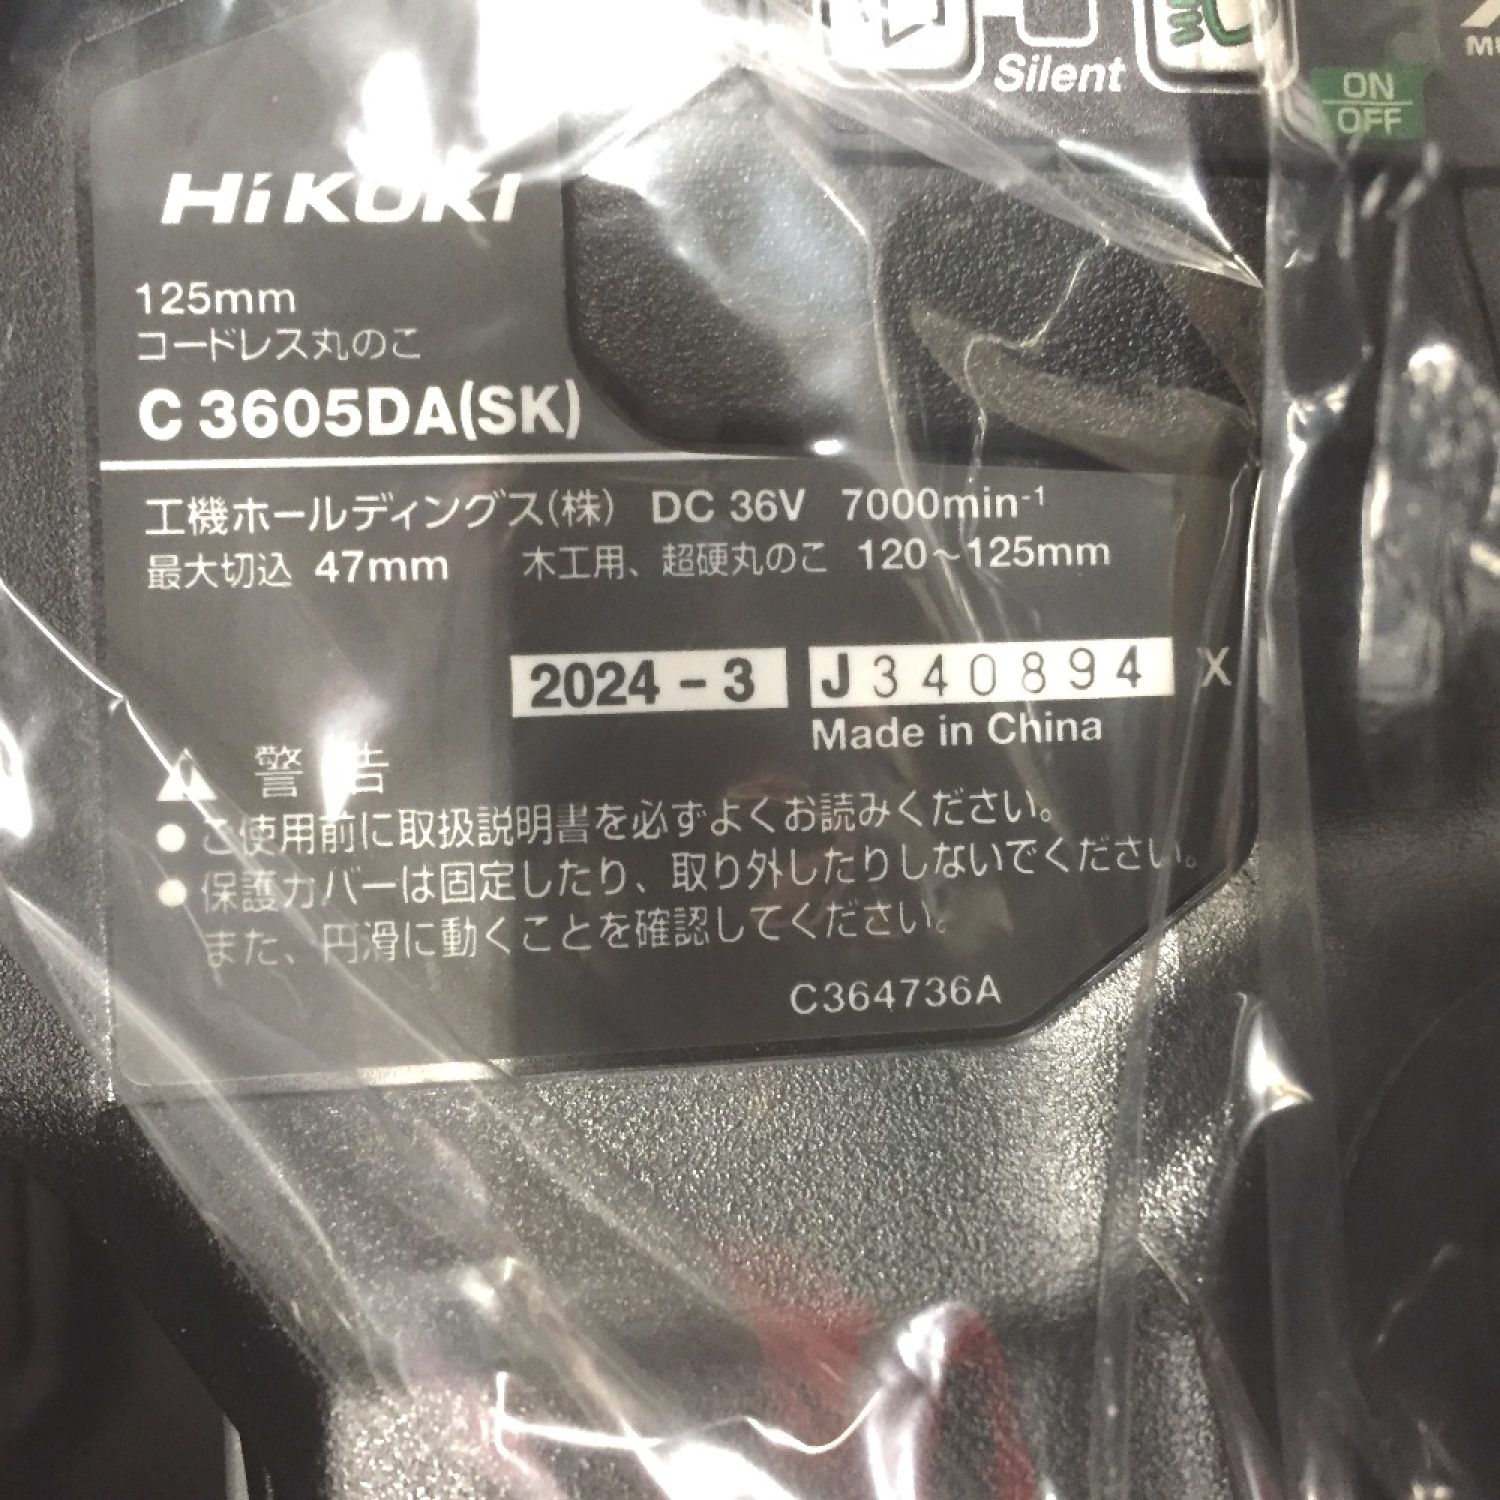 Silent
ON
OFF
HiKOKI
125mm
コードレス丸のこ
C 3605DA(SK)
工機ホールディングス(株) DC 36V 7000min⁻¹
最大切込 47mm 木工用、超硬丸のこ 120～125mm
2024 - 3 J340894 X
Made in China
警告
●ご使用前に取扱説明書を必ずよくお読みください。
●保護カバーは固定したり、取り外したりしないでください。
また、円滑に動くことを確認してください。
C364736A